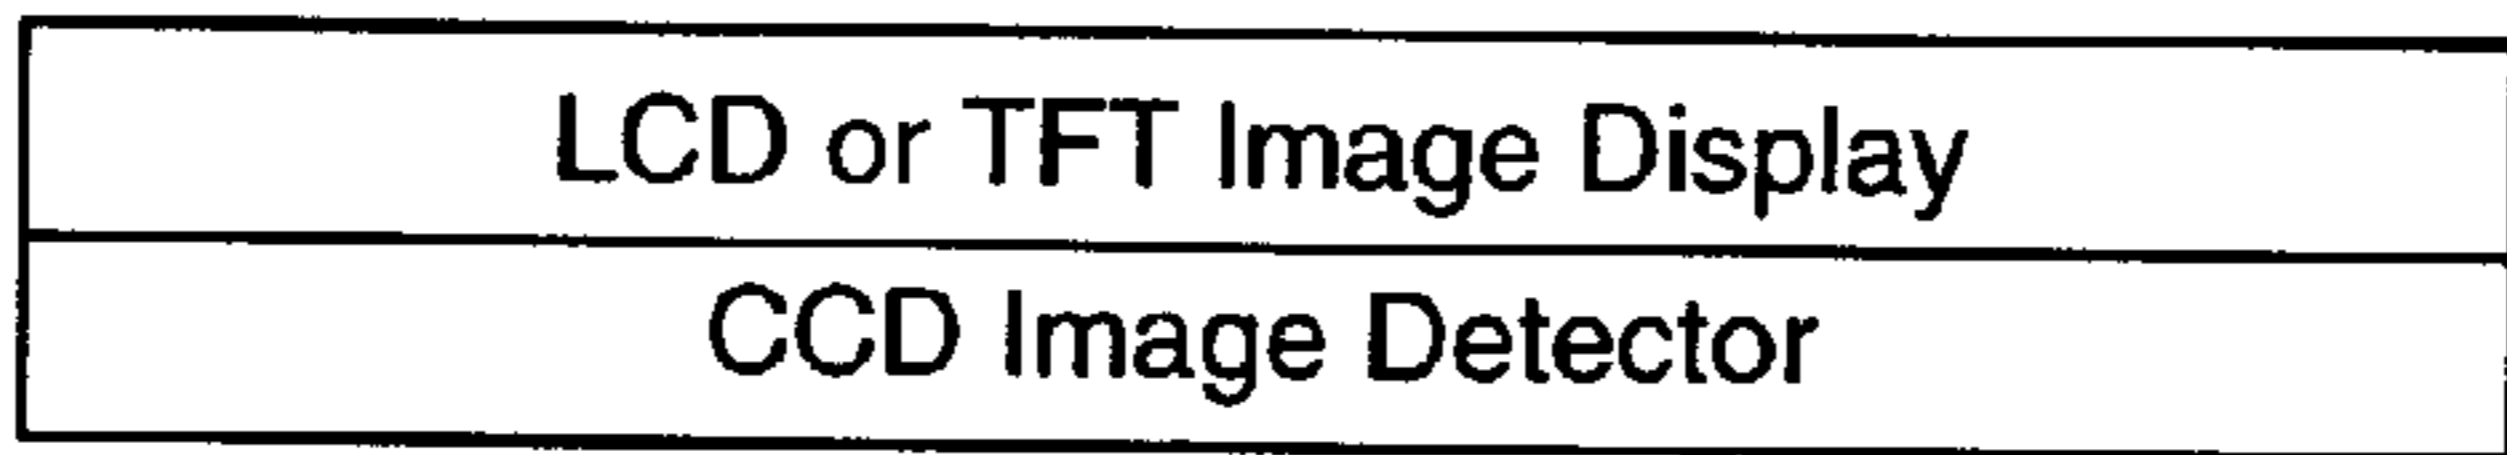 LCD or TFT Image Display
CCD Image Detector